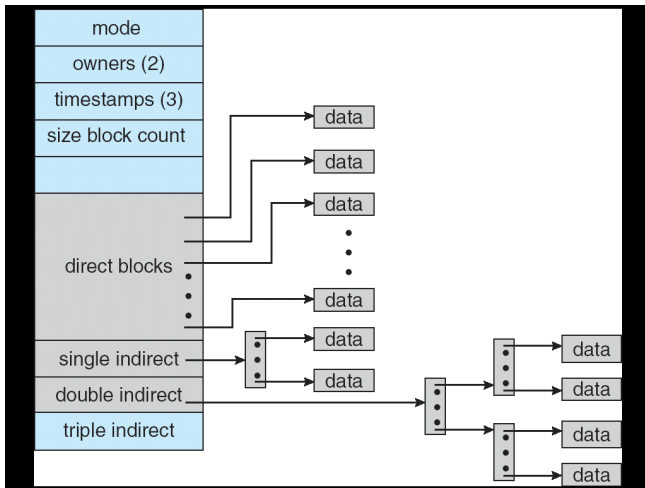 mode
owners (2)
timestamps (3)
size block count
data
data
data
direct blocks
data
single indirect
data
data
double indirect
data
data
triple indirect
data
data